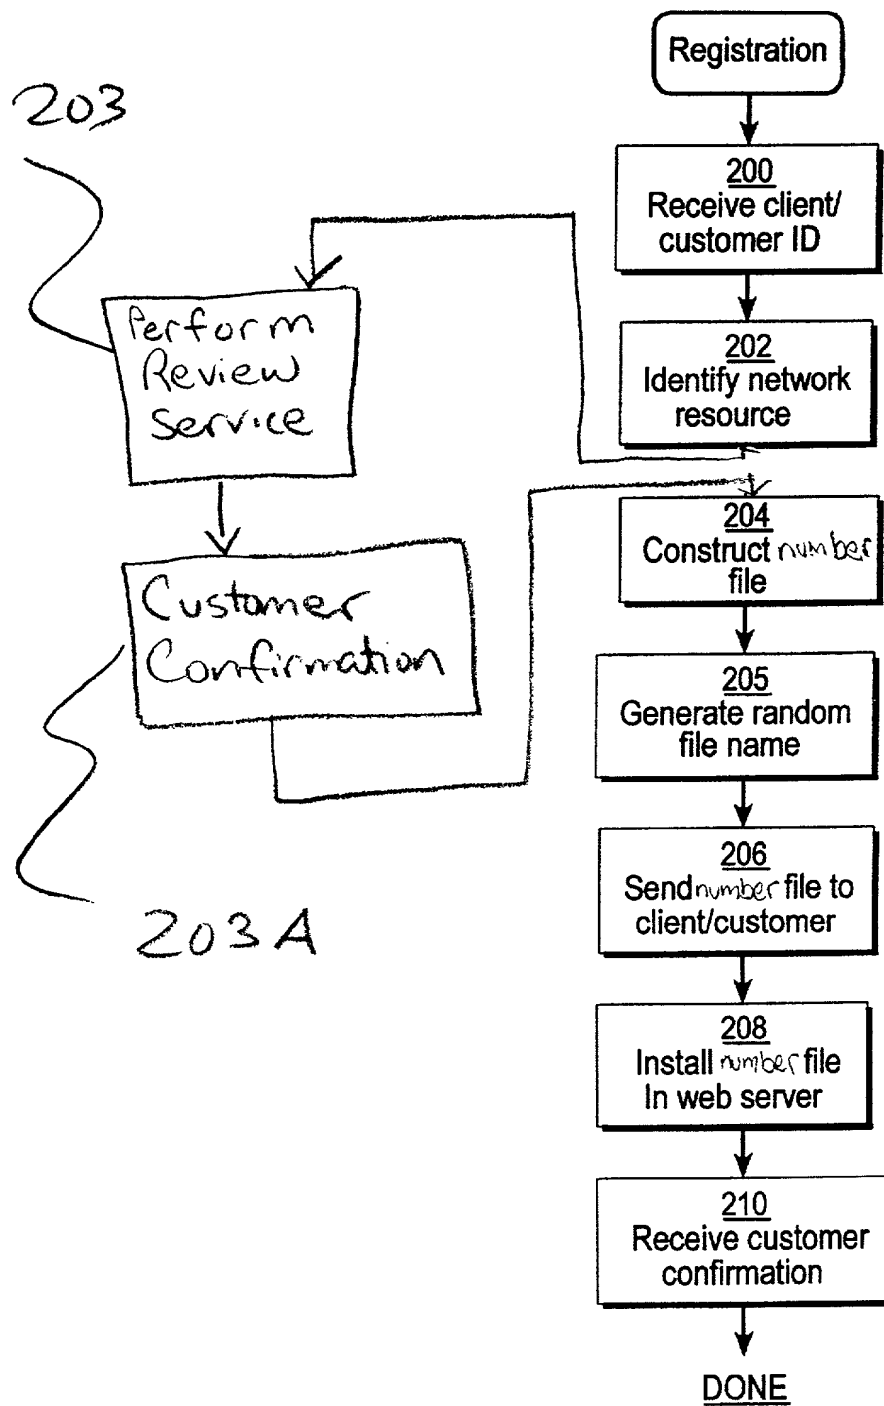 Registration
203
200
Receive client/
customer ID
Perform
Review
Service
202
Identify network
resource
204
Construct number
file
Customer
Confirmation
205
Generate random
file name
206
Send number file to
client/customer
203A
208
Install number file
In web server
210
Receive customer
confirmation
DONE